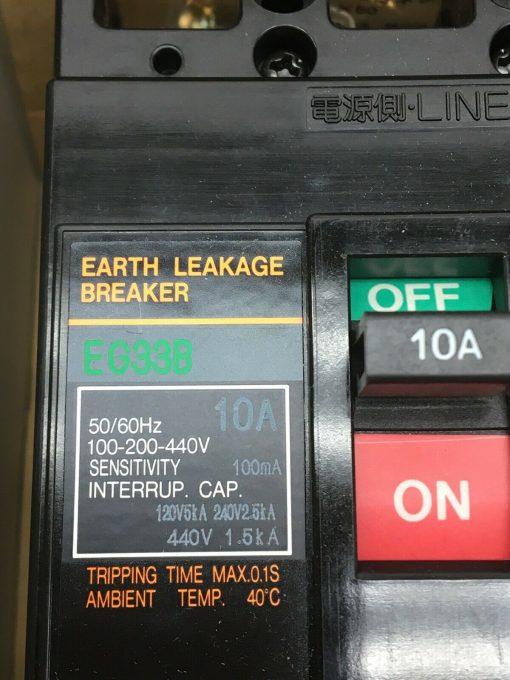 電源側·LINE
EARTH LEAKAGE
BREAKER
EG33B
10A
50/60Hz
100-200-440V
SENSITIVITY 100mA
INTERRUP. CAP.
120V5kA 240V2.5kA
440V 1.5kA
TRIPPING TIME MAX.0.1S
AMBIENT TEMP. 40°C
OFF
10A
ON